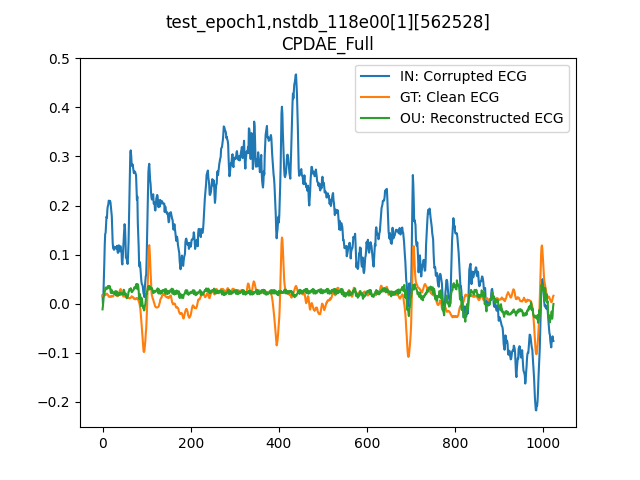 test_epoch1,nstdb_118e00[1][562528]
CPDAE_Full
IN: Corrupted ECG
GT: Clean ECG
OU: Reconstructed ECG
0.5
0.4
0.3
0.2
0.1
0.0
−0.1
−0.2
0 200 400 600 800 1000